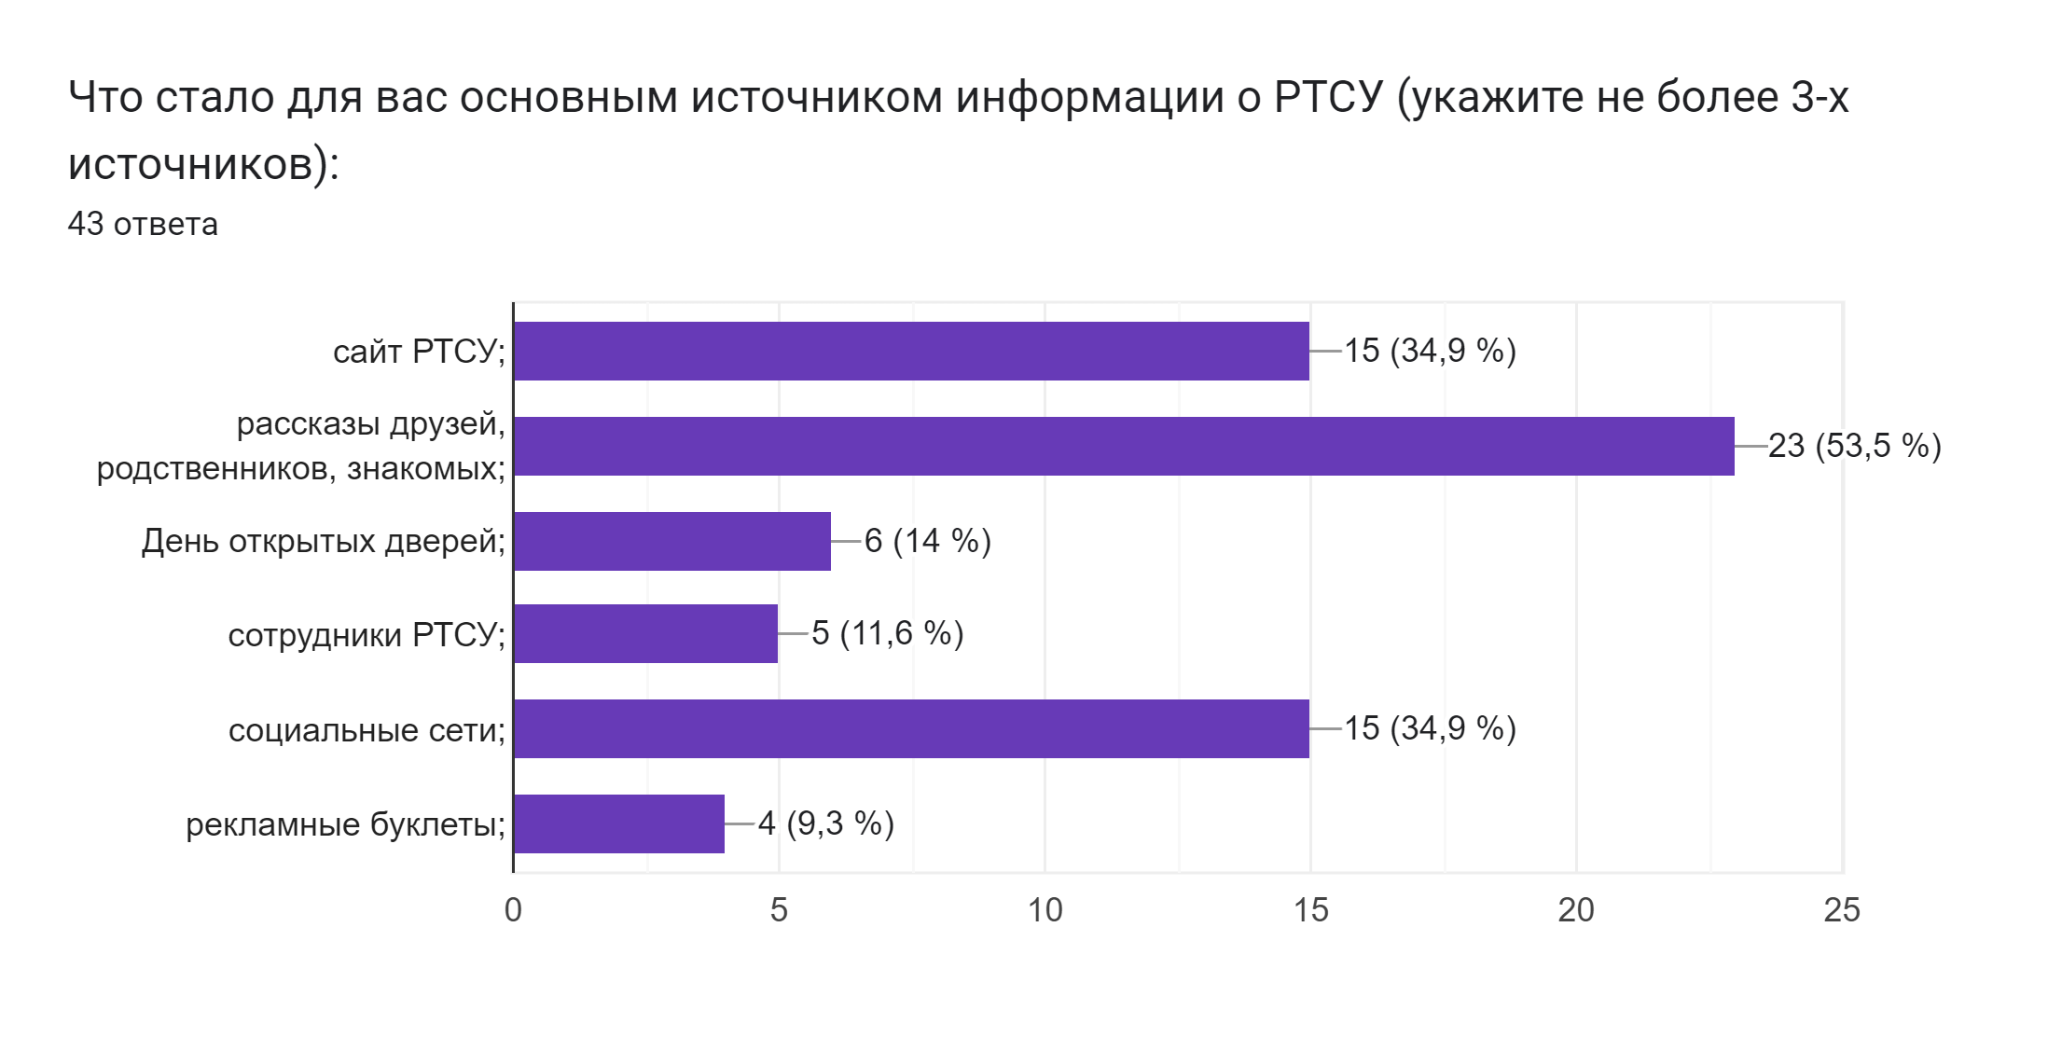 Что стало для вас основным источником информации о РТСУ (укажите не более 3-х
источников):
43 ответа
сайт РТСУ;
15 (34,9 %)
рассказы друзей,
родственников, знакомых;
23 (53,5 %)
День открытых дверей;
6 (14 %)
сотрудники РТСУ;
5 (11,6 %)
социальные сети;
15 (34,9 %)
рекламные буклеты;
4 (9,3 %)
0 5 10 15 20 25